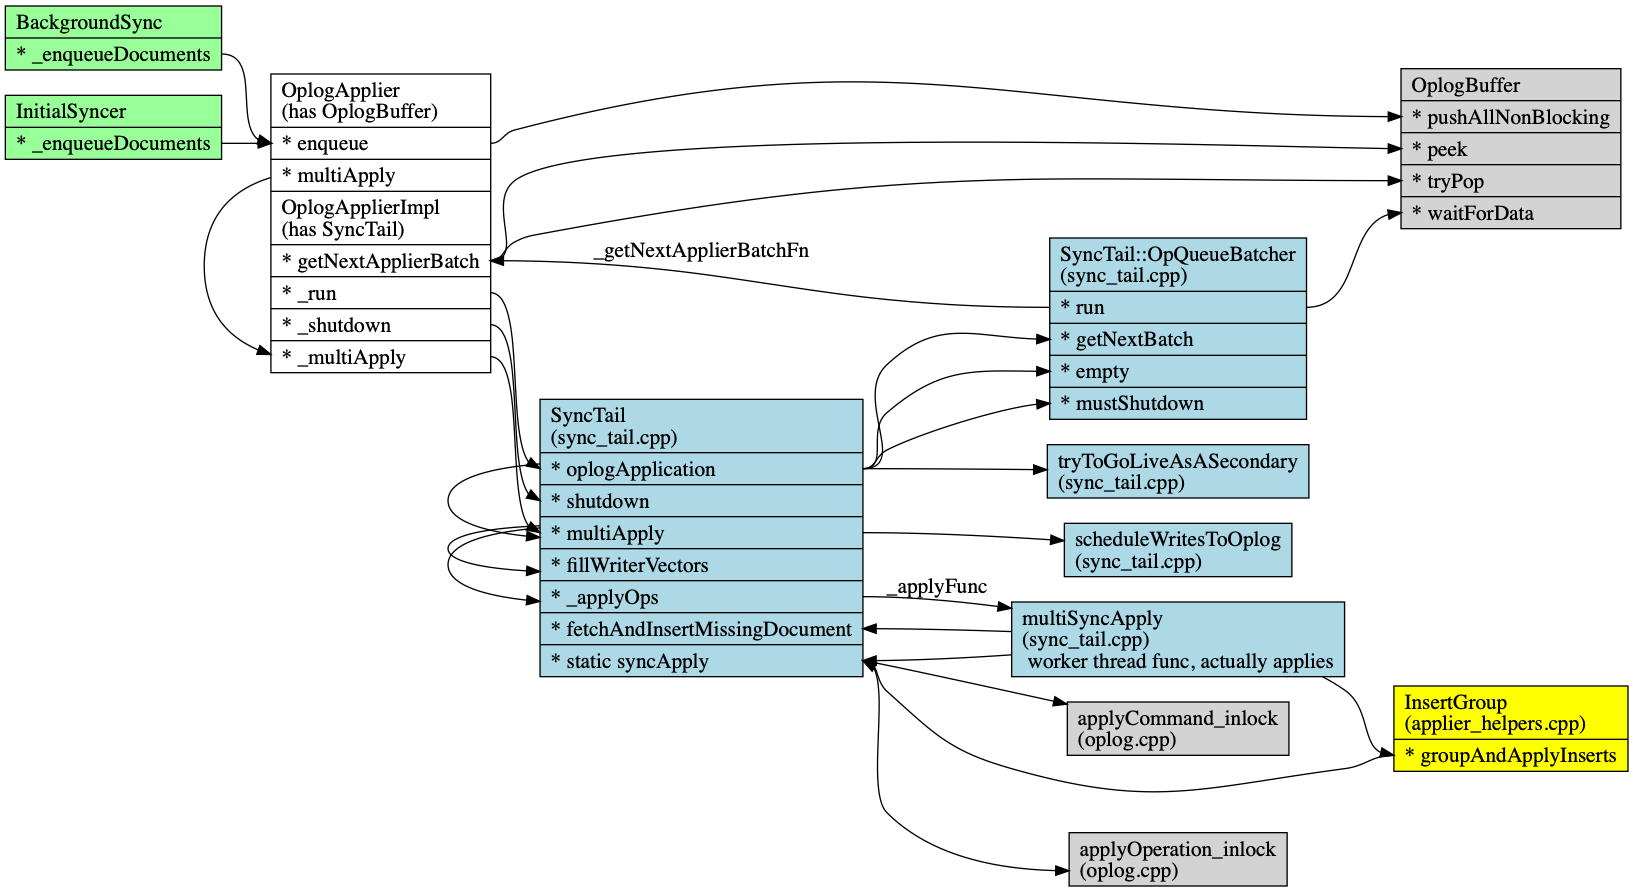 BackgroundSync
* _enqueueDocuments
InitialSyncer
* _enqueueDocuments
OplogApplier
(has OplogBuffer)
* enqueue
* multiApply
OplogApplierImpl
(has SyncTail)
* getNextApplierBatch
* _run
* _shutdown
* _multiApply
_getNextApplierBatchFn
OplogBuffer
* pushAllNonBlocking
* peek
* tryPop
* waitForData
SyncTail::OpQueueBatcher
(sync_tail.cpp)
* run
* getNextBatch
* empty
* mustShutdown
SyncTail
(sync_tail.cpp)
* oplogApplication
* shutdown
* multiApply
* fillWriterVectors
* _applyOps
* fetchAndInsertMissingDocument
* static syncApply
_applyFunc
tryToGoLiveAsASecondary
(sync_tail.cpp)
scheduleWritesToOplog
(sync_tail.cpp)
multiSyncApply
(sync_tail.cpp)
worker thread func, actually applies
applyCommand_inlock
(oplog.cpp)
InsertGroup
(applier_helpers.cpp)
* groupAndApplyInserts
applyOperation_inlock
(oplog.cpp)